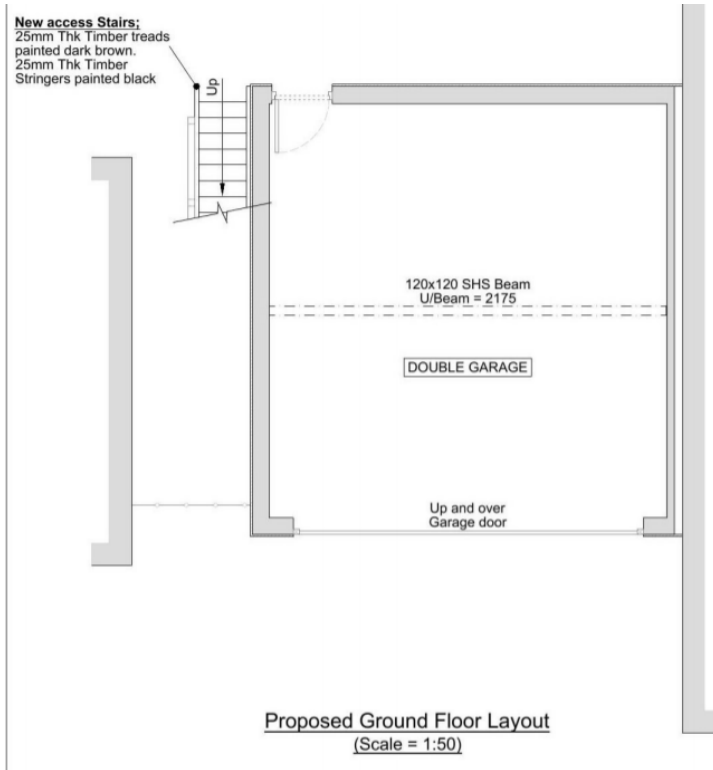 New access Stairs;
25mm Thk Timber treads
painted dark brown.
25mm Thk Timber
Stringers painted black
Up
120x120 SHS Beam
U/Beam = 2175
DOUBLE GARAGE
Up and over
Garage door
Proposed Ground Floor Layout
(Scale = 1:50)